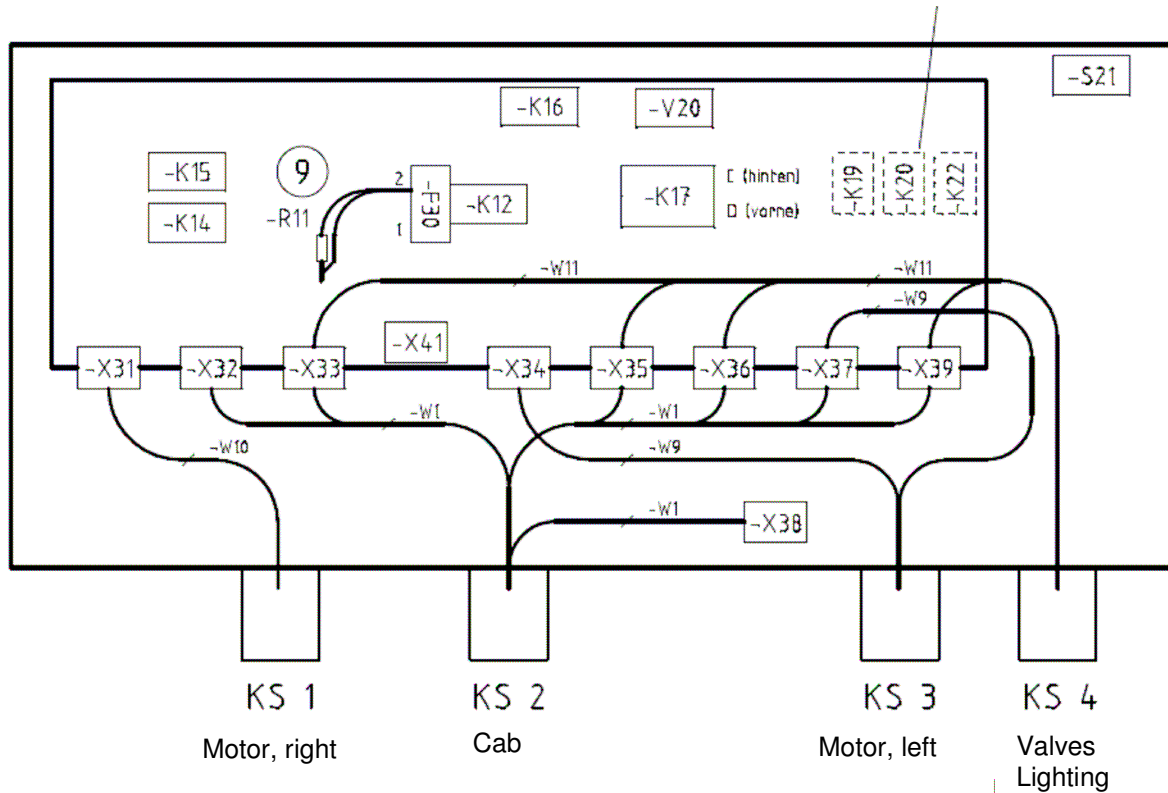 -S21
-K16
-V20
-K15
9
2
-F30
-K12
-K17
C (hinten)
D (vorne)
-K19
-K20
-K22
-K14
-R11
1
-W11
-W11
-W9
-X41
-X31
-X32
-X33
-X34
-X35
-X36
-X37
-X39
-W1
-W1
-W10
-W9
-W1
-X38
KS 1
KS 2
KS 3
KS 4
Motor, right
Cab
Motor, left
Valves
Lighting